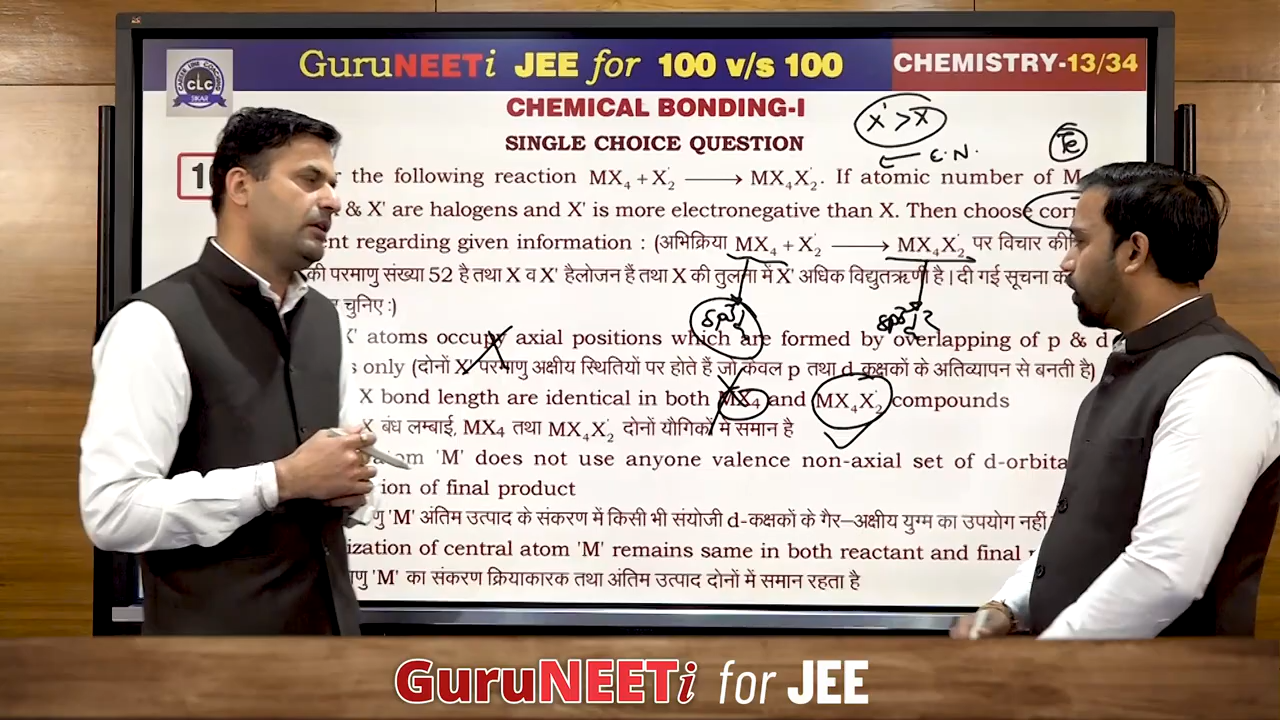 GuruNEETi JEE for 100 v/s 100 CHEMISTRY-13/34
CLC
SIKAR
CHEMICAL BONDING-I
X' > X
SINGLE CHOICE QUESTION
Te
← E.N.
the following reaction MX₄ + X'₂ ⟶ MX₄X'₂. If atomic number of M
& X' are halogens and X' is more electronegative than X. Then choose
regarding given information : (अभिक्रिया MX₄ + X'₂ ⟶ MX₄X'₂ पर विचार
की परमाणु संख्या 52 है तथा X व X' हैलोजन हैं तथा X की तुलना में X' अधिक विद्युतऋणी है। दी गई सूचना
चुनिए :)
sp³d sp³d²
X' atoms occupy axial positions which are formed by overlapping of p & d
only (दोनों X' परमाणु अक्षीय स्थितियों पर होते हैं जो केवल p तथा d कक्षकों के अतिव्यापन से बनती है)
X bond length are identical in both MX₄ and MX₄X'₂ compounds
X बंध लम्बाई, MX₄ तथा MX₄X'₂ दोनों यौगिकों में समान है
atom 'M' does not use anyone valence non-axial set of
of final product
'M' अंतिम उत्पाद के संकरण में किसी भी संयोजी d-कक्षकों के गैर–अक्षीय युग्म का उपयोग नहीं
of central atom 'M' remains same in both reactant and final
'M' का संकरण क्रियाकारक तथा अंतिम उत्पाद दोनों में समान रहता है
GuruNEETi for JEE